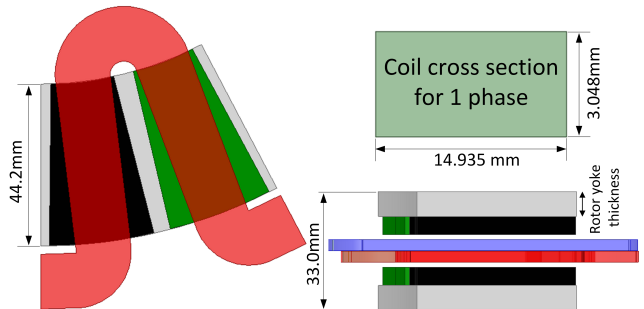 44.2mm
Coil cross section
for 1 phase
3.048mm
14.935 mm
33.0mm
Rotor yoke
thickness